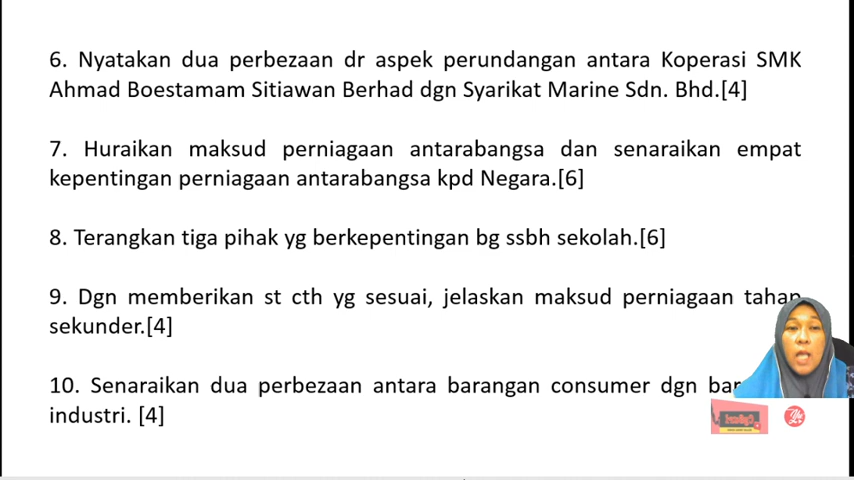 6. Nyatakan dua perbezaan dr aspek perundangan antara Koperasi SMK
Ahmad Boestamam Sitiawan Berhad dgn Syarikat Marine Sdn. Bhd.[4]
7. Huraikan maksud perniagaan antarabangsa dan senaraikan empat
kepentingan perniagaan antarabangsa kpd Negara.[6]
8. Terangkan tiga pihak yg berkepentingan bg ssbh sekolah.[6]
9. Dgn memberikan st cth yg sesuai, jelaskan maksud perniagaan tahap
sekunder.[4]
10. Senaraikan dua perbezaan antara barangan consumer dgn
industri. [4]